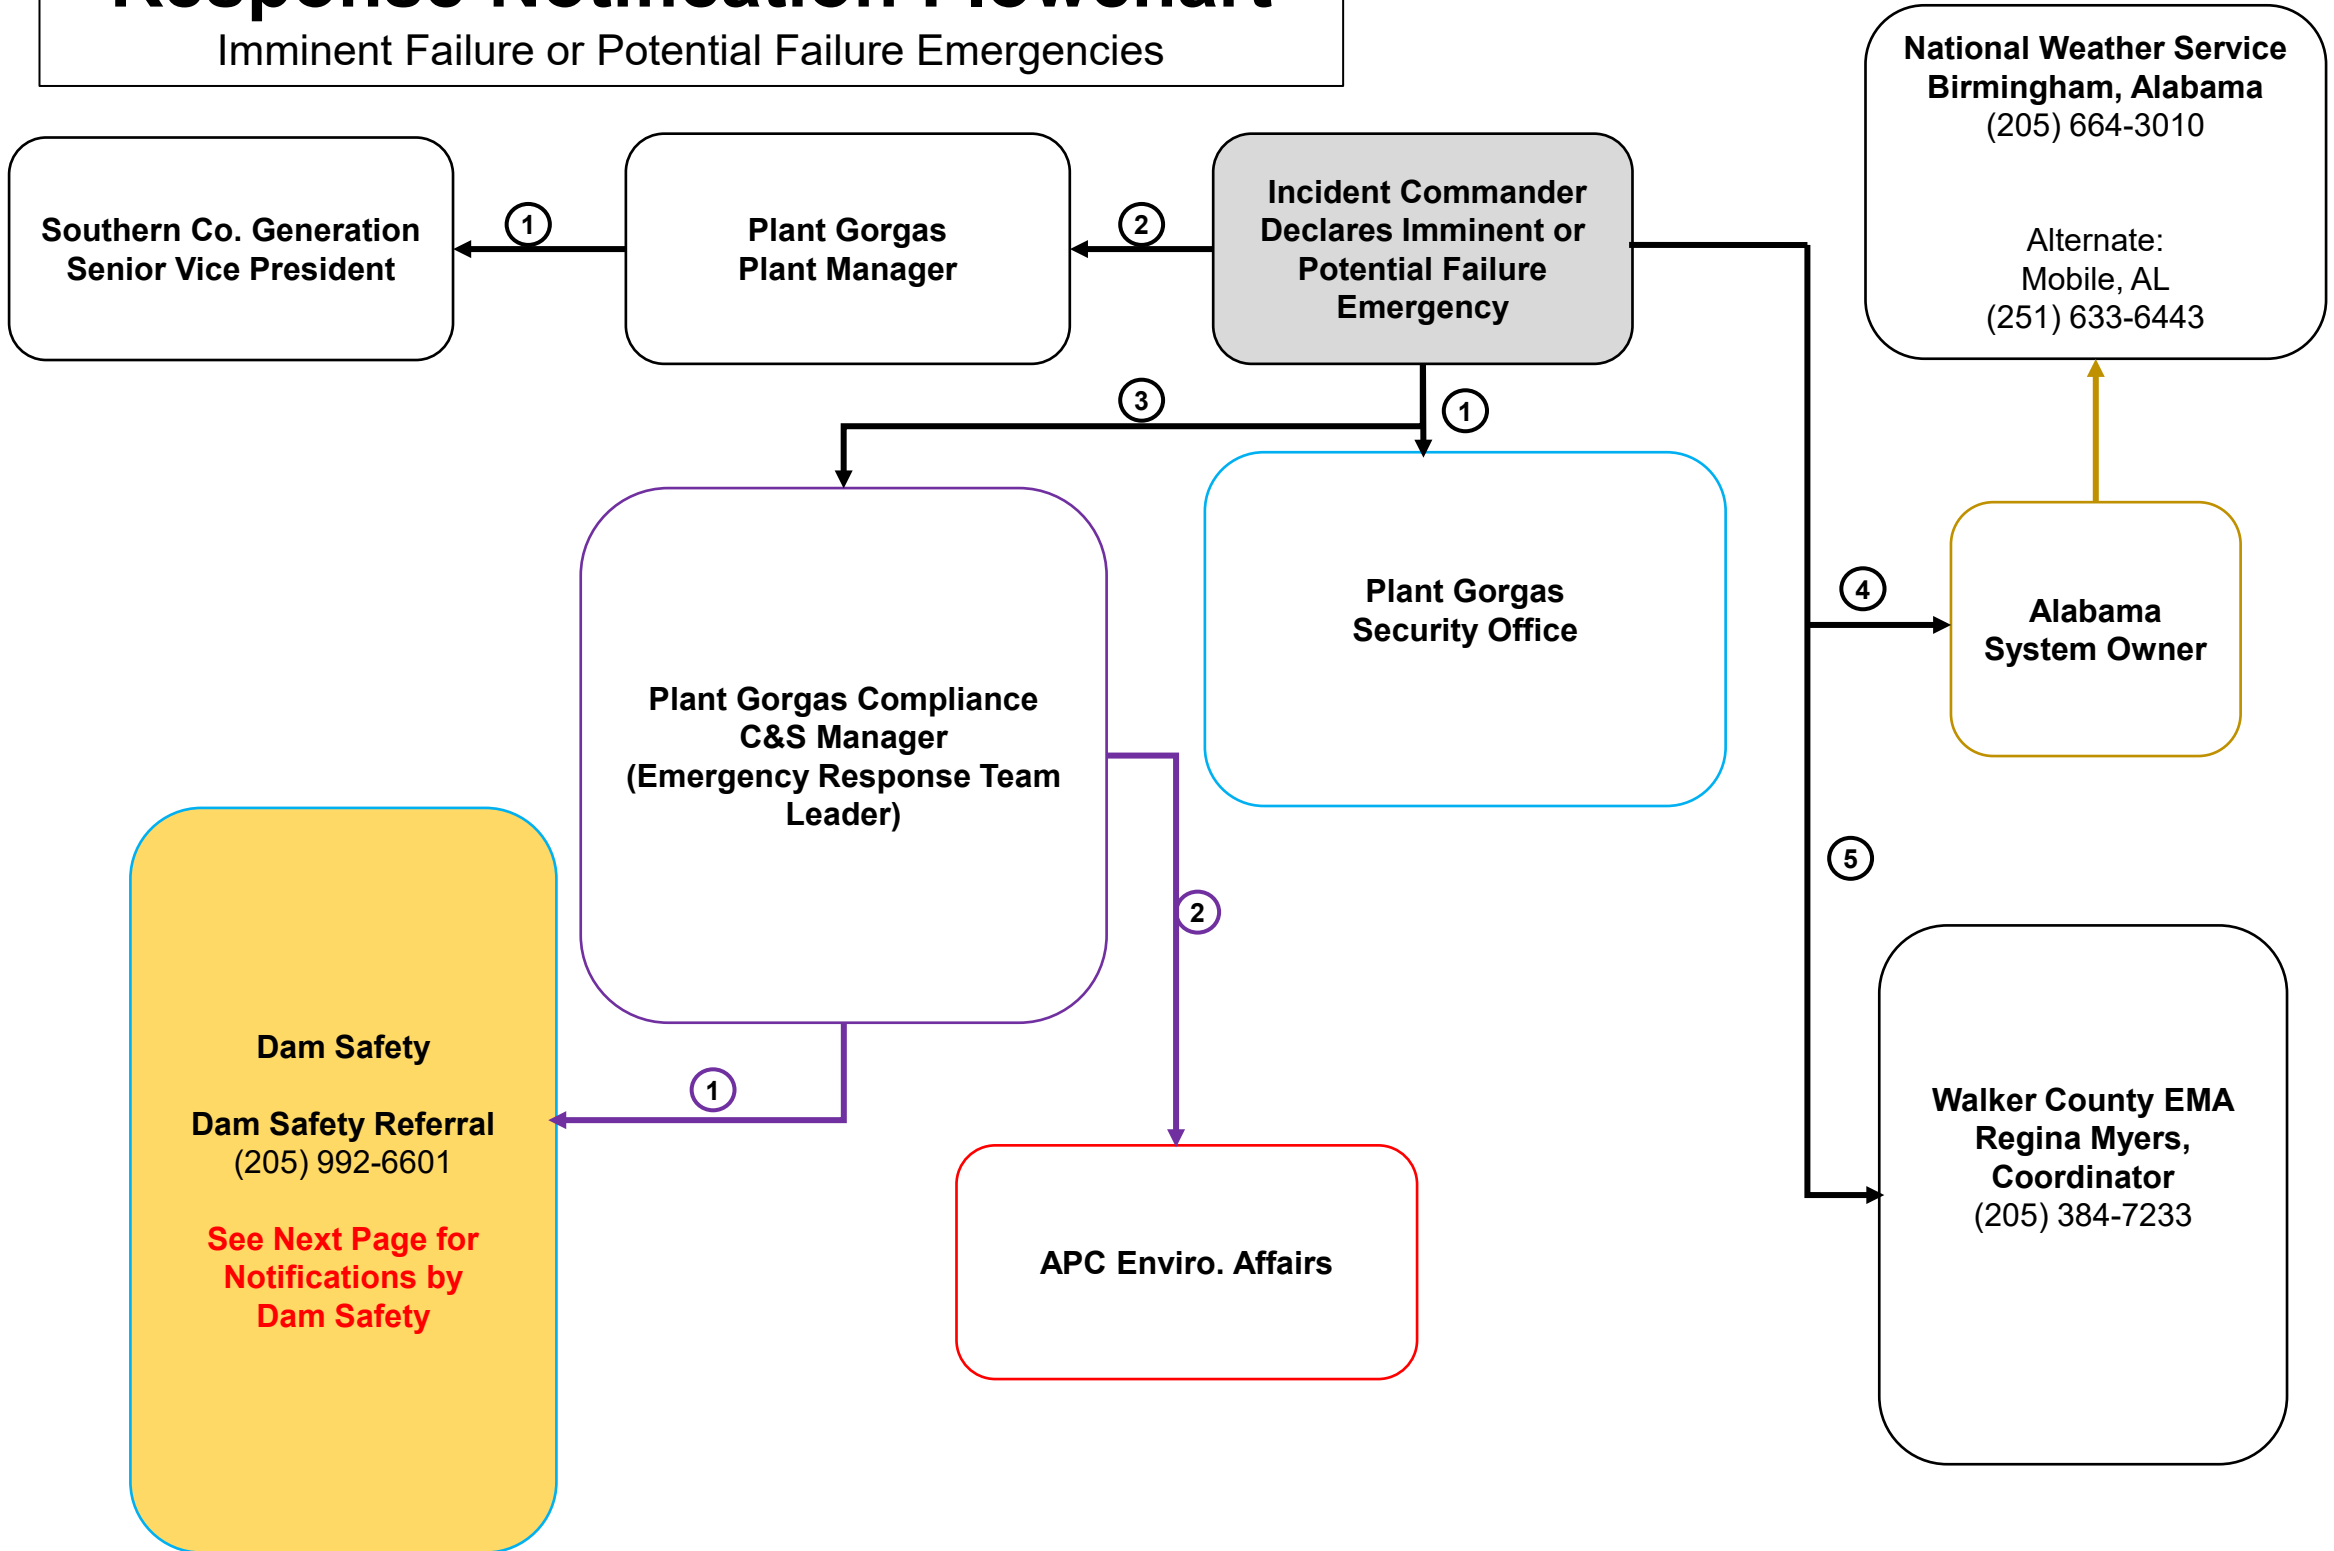 Response Notification Flowchart
Imminent Failure or Potential Failure Emergencies
National Weather Service
Birmingham, Alabama
(205) 664-3010
Alternate:
Mobile, AL
(251) 633-6443
Southern Co. Generation
Senior Vice President
1
Plant Gorgas
Plant Manager
2
Incident Commander
Declares Imminent or
Potential Failure
Emergency
3
1
Plant Gorgas
Security Office
4
Alabama
System Owner
Plant Gorgas Compliance
C&S Manager
(Emergency Response Team
Leader)
5
2
1
Dam Safety
Dam Safety Referral
(205) 992-6601
See Next Page for
Notifications by
Dam Safety
APC Enviro. Affairs
Walker County EMA
Regina Myers,
Coordinator
(205) 384-7233